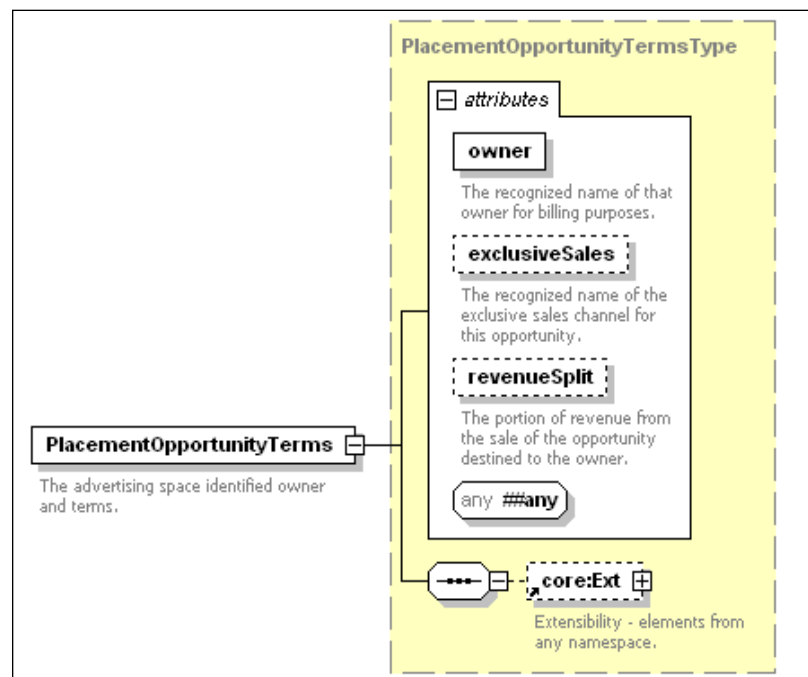 PlacementOpportunityTermsType
attributes
owner
The recognized name of that
owner for billing purposes.
exclusiveSales
The recognized name of the
exclusive sales channel for
this opportunity.
revenueSplit
The portion of revenue from
the sale of the opportunity
destined to the owner.
any ##any
PlacementOpportunityTerms
The advertising space identified owner
and terms.
core:Ext
Extensibility - elements from
any namespace.